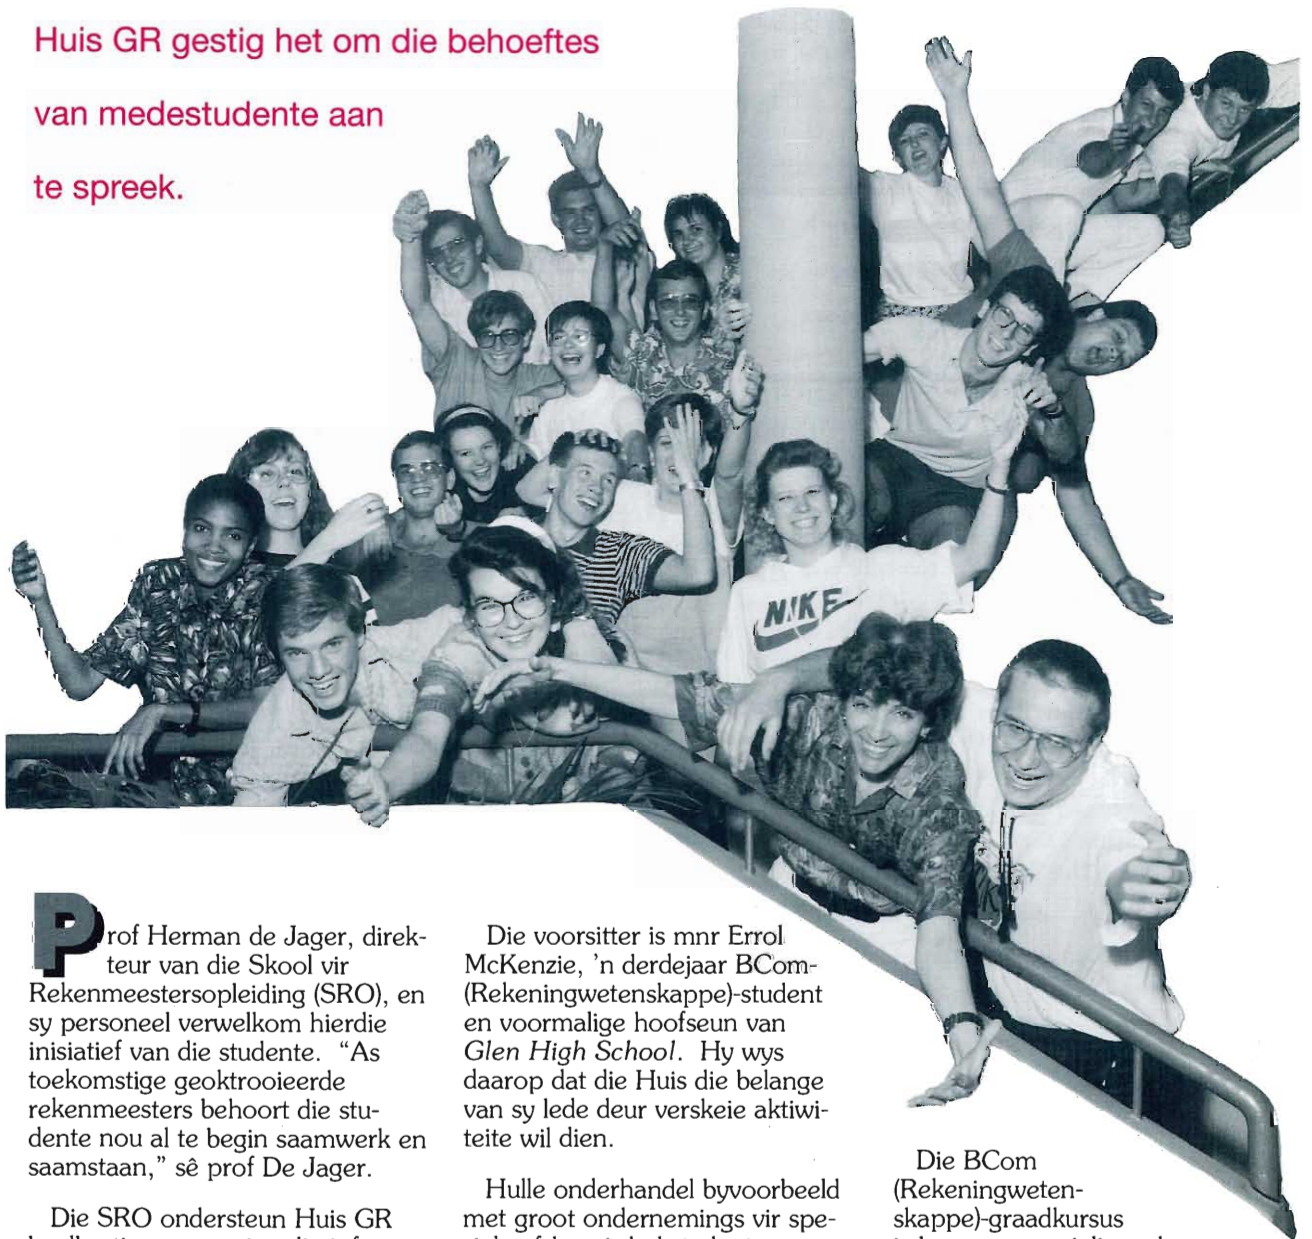 Huis GR gestig het om die behoeftes
van medestudente aan
te spreek.
NIKE
Prof Herman de Jager, direk-
teur van die Skool vir
Rekenmeestersopleiding (SRO), en
sy personeel verwelkom hierdie
inisiatief van die studente. “As
toekomstige geoktrooieerde
rekenmeesters behoort die stu-
dente nou al te begin saamwerk en
saamstaan,” sê prof De Jager.
Die SRO ondersteun Huis GR
Die voorsitter is mnr Errol
McKenzie, 'n derdejaar BCom-
(Rekeningwetenskappe)-student
en voormalige hoofseun van
Glen High School. Hy wys
daarop dat die Huis die belange
van sy lede deur verskeie aktiwi-
teite wil dien.
Hulle onderhandel byvoorbeeld
met groot ondernemings vir spe-
Die BCom
(Rekeningweten-
skappe)-graadkursus